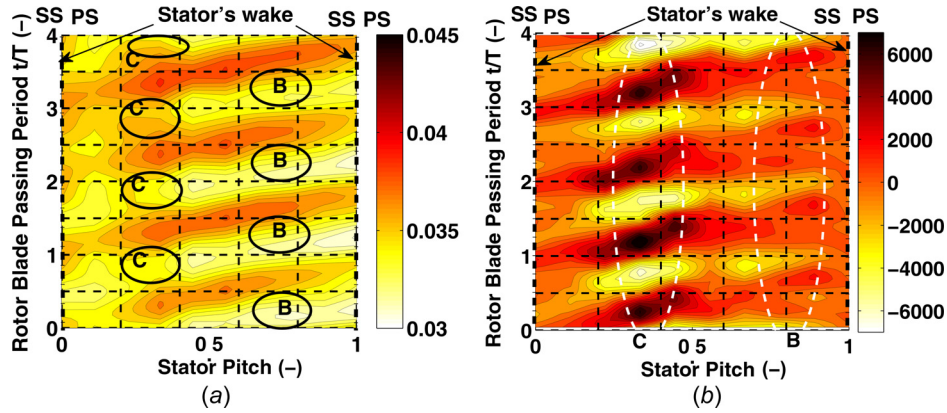 SS PS Stator's wake SS PS
Rotor Blade Passing Period t/T (–)
4
3
2
1
0
C
C
C
C
B
B
B
B
0 0.5 1
Stator Pitch (–)
0.045
0.04
0.035
0.03
(a)
SS PS Stator's wake SS PS
Rotor Blade Passing Period t/T (–)
4
3
2
1
0
0 C 0.5 B 1
Stator Pitch (–)
6000
4000
2000
0
−2000
−4000
−6000
(b)